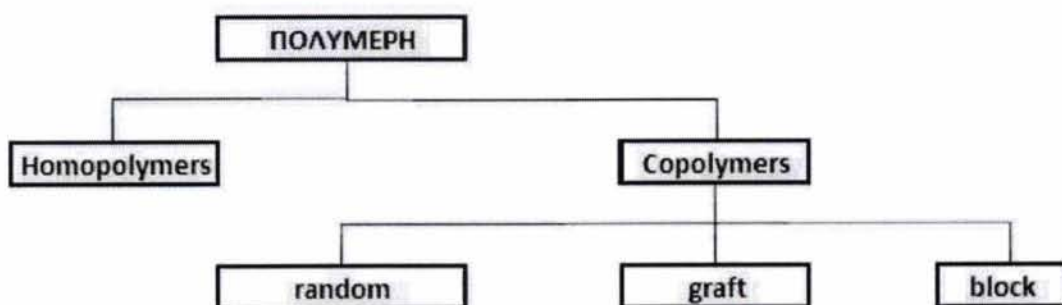 ΠΟΛΥΜΕΡΗ
Homopolymers
Copolymers
random
graft
block